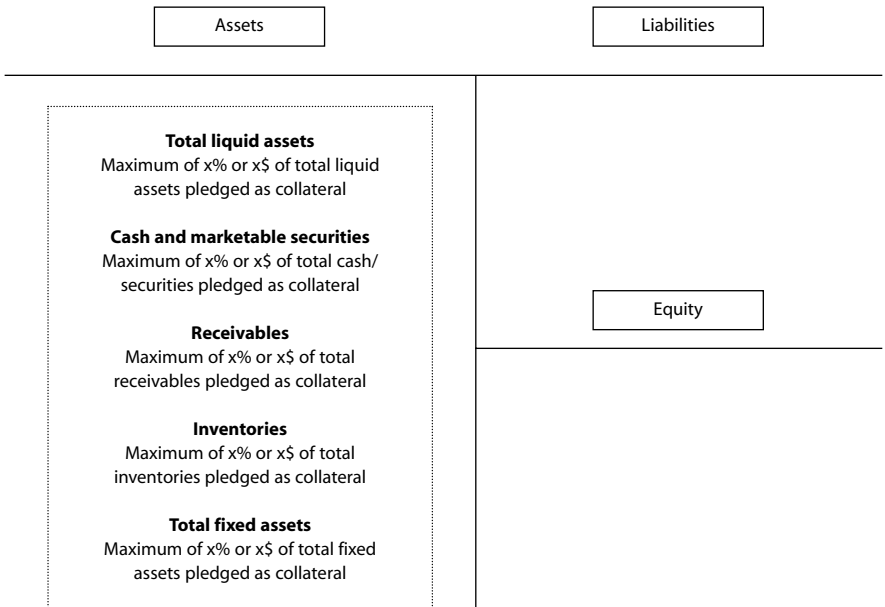 Assets
Liabilities
Total liquid assets
Maximum of x% or x$ of total liquid
assets pledged as collateral
Cash and marketable securities
Maximum of x% or x$ of total cash/
securities pledged as collateral
Receivables
Maximum of x% or x$ of total
receivables pledged as collateral
Inventories
Maximum of x% or x$ of total
inventories pledged as collateral
Total fixed assets
Maximum of x% or x$ of total fixed
assets pledged as collateral
Equity